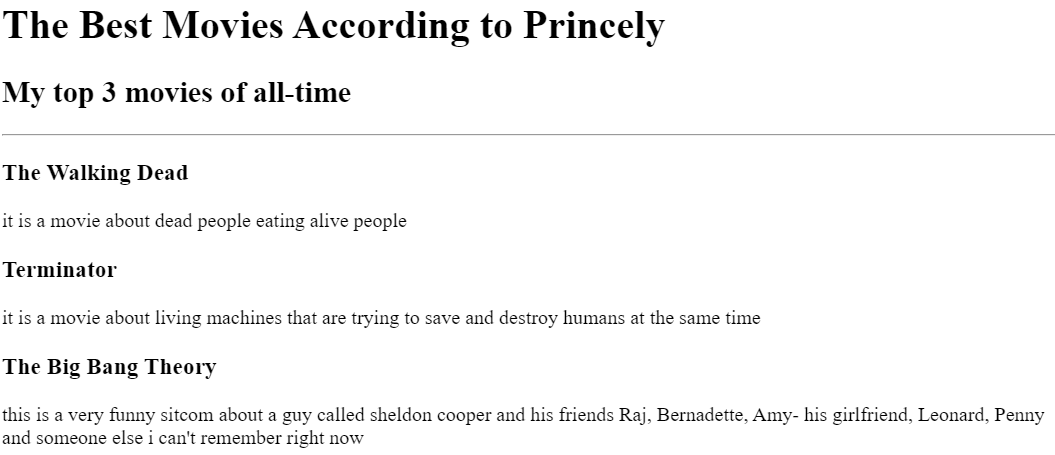 The Best Movies According to Princely
My top 3 movies of all-time
The Walking Dead
it is a movie about dead people eating alive people
Terminator
it is a movie about living machines that are trying to save and destroy humans at the same time
The Big Bang Theory
this is a very funny sitcom about a guy called sheldon cooper and his friends Raj, Bernadette, Amy- his girlfriend, Leonard, Penny
and someone else i can't remember right now